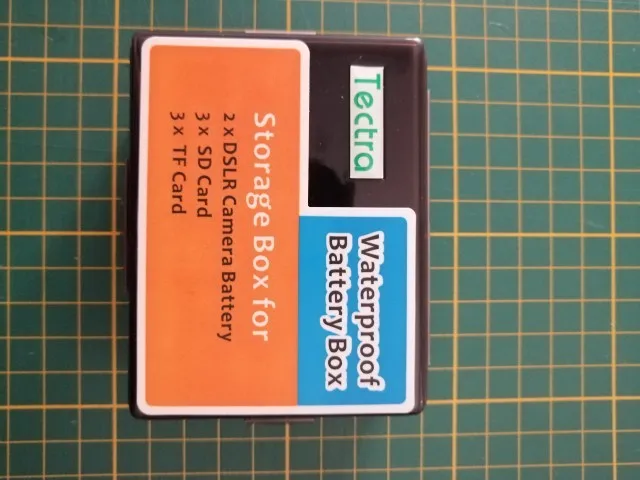 Tectra
Waterproof
Battery Box
Storage Box for
2 x DSLR Camera Battery
3 x SD Card
3 x TF Card